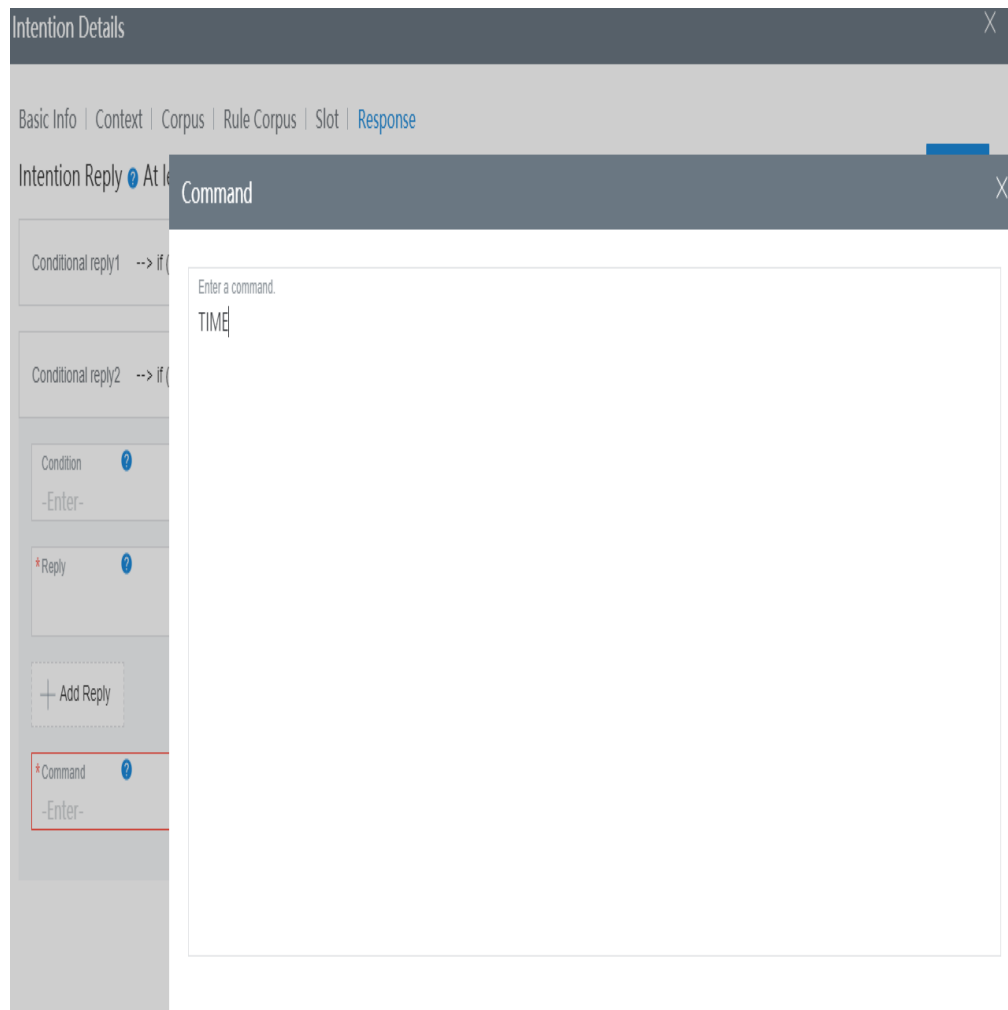 Intention Details
Basic Info | Context | Corpus | Rule Corpus | Slot | Response
Intention Reply ? At
Command
Conditional reply1 --> if (
Enter a command.
TIME
Conditional reply2 --> if (
Condition ?
-Enter-
*Reply ?
+ Add Reply
*Command ?
-Enter-